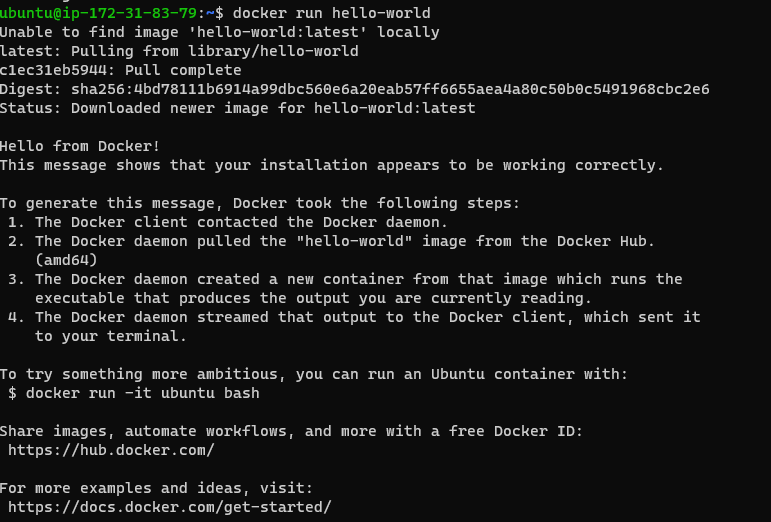 ubuntu@ip-172-31-83-79:~$ docker run hello-world
Unable to find image 'hello-world:latest' locally
latest: Pulling from library/hello-world
c1ec31eb5944: Pull complete
Digest: sha256:4bd78111b6914a99dbc560e6a20eab57ff6655aea4a80c50b0c5491968cbc2e6
Status: Downloaded newer image for hello-world:latest

Hello from Docker!
This message shows that your installation appears to be working correctly.

To generate this message, Docker took the following steps:
 1. The Docker client contacted the Docker daemon.
 2. The Docker daemon pulled the "hello-world" image from the Docker Hub.
    (amd64)
 3. The Docker daemon created a new container from that image which runs the
    executable that produces the output you are currently reading.
 4. The Docker daemon streamed that output to the Docker client, which sent it
    to your terminal.

To try something more ambitious, you can run an Ubuntu container with:
 $ docker run -it ubuntu bash

Share images, automate workflows, and more with a free Docker ID:
 https://hub.docker.com/

For more examples and ideas, visit:
 https://docs.docker.com/get-started/